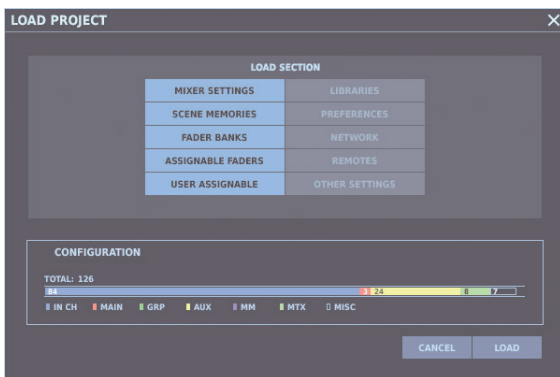 LOAD PROJECT X
LOAD SECTION
MIXER SETTINGS LIBRARIES
SCENE MEMORIES PREFERENCES
FADER BANKS NETWORK
ASSIGNABLE FADERS REMOTES
USER ASSIGNABLE OTHER SETTINGS
CONFIGURATION
TOTAL: 126
84 3 24 8 7
IN CH MAIN GRP AUX MM MTX MISC
CANCEL LOAD